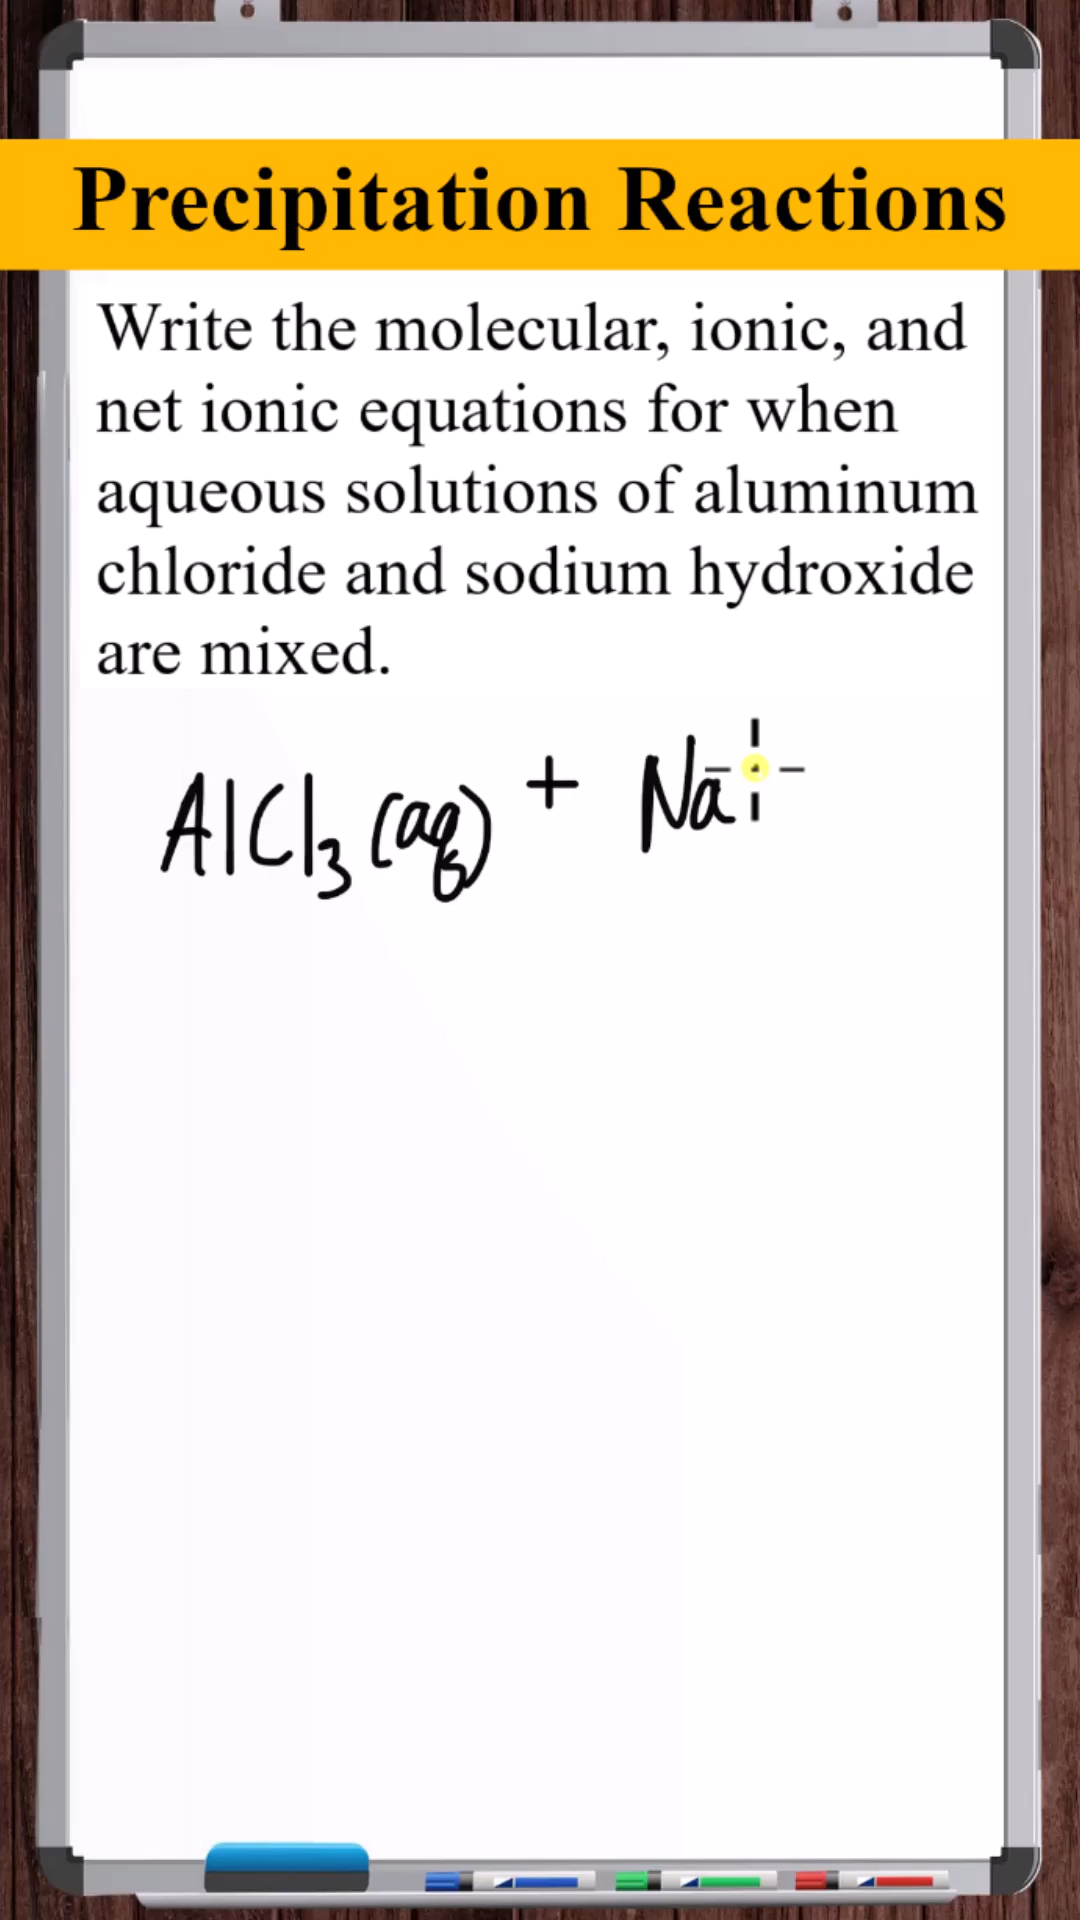 Precipitation Reactions
Write the molecular, ionic, and
net ionic equations for when
aqueous solutions of aluminum
chloride and sodium hydroxide
are mixed.
AlCl₃ (aq) + Na